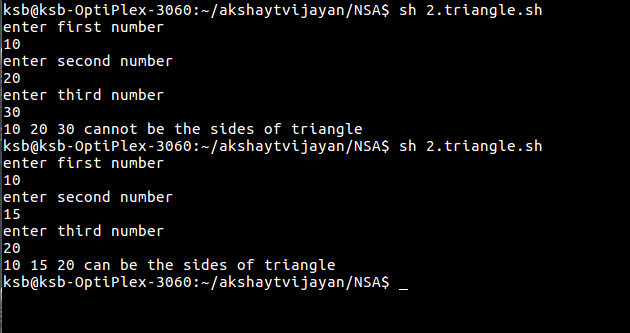 ksb@ksb-OptiPlex-3060:~/akshaytvijayan/NSA$ sh 2.triangle.sh
enter first number
10
enter second number
20
enter third number
30
10 20 30 cannot be the sides of triangle
ksb@ksb-OptiPlex-3060:~/akshaytvijayan/NSA$ sh 2.triangle.sh
enter first number
10
enter second number
15
enter third number
20
10 15 20 can be the sides of triangle
ksb@ksb-OptiPlex-3060:~/akshaytvijayan/NSA$ _